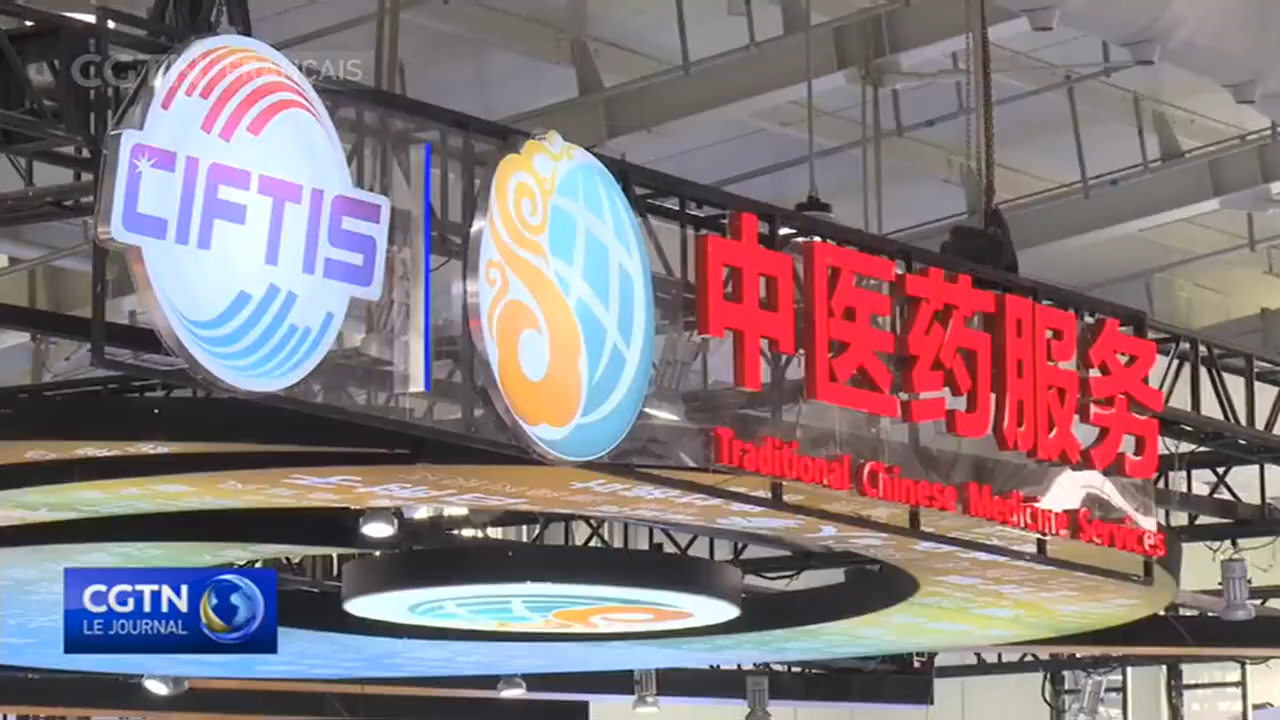 CGTN FRANÇAIS
CIFTIS
中医药服务
Traditional Chinese Medicine Services
CGTN
LE JOURNAL